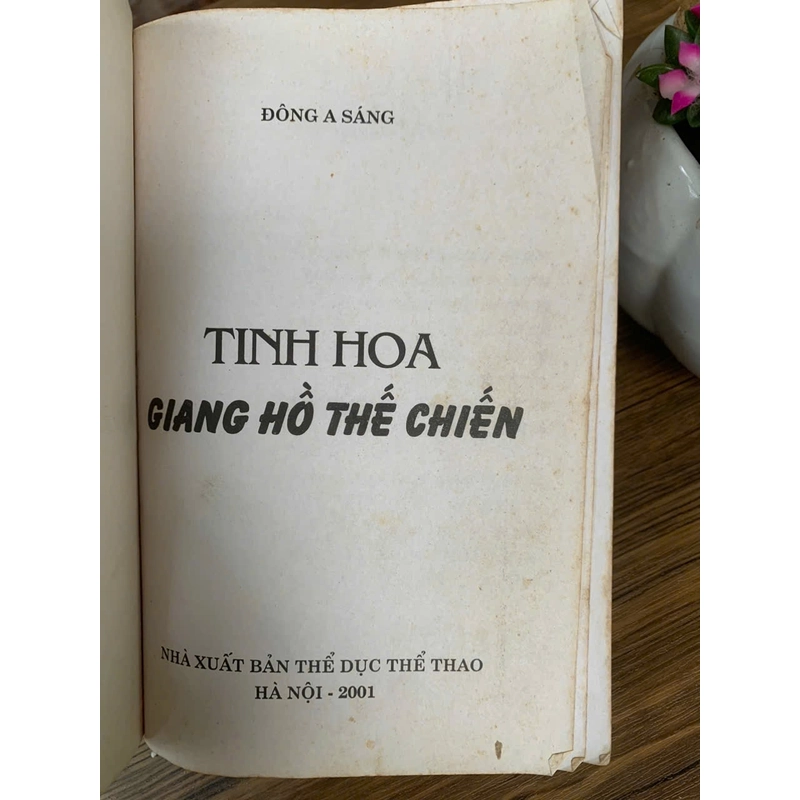 ĐÔNG A SÁNG
TINH HOA
GIANG HỒ THẾ CHIẾN
NHÀ XUẤT BẢN THỂ DỤC THỂ THAO
HÀ NỘI - 2001